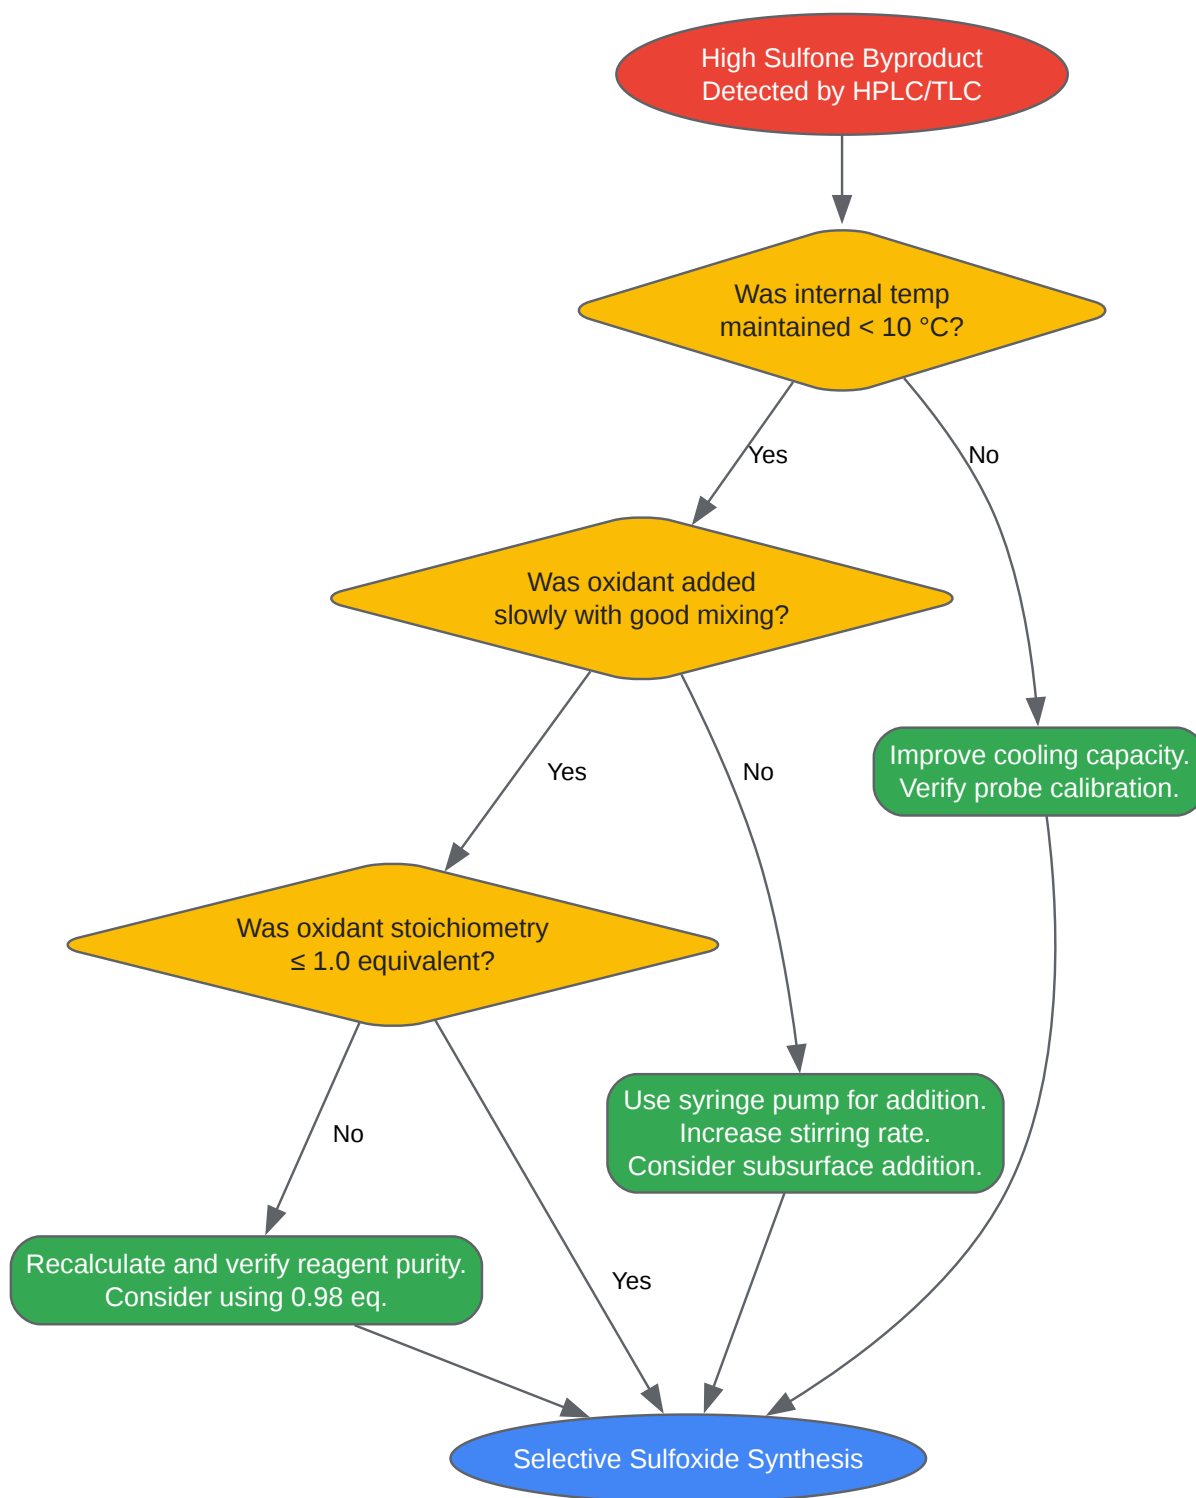 High Sulfone Byproduct
Detected by HPLC/TLC
Was internal temp
maintained < 10 °C?
Yes
No
Was oxidant added
slowly with good mixing?
Improve cooling capacity.
Verify probe calibration.
Yes
No
Was oxidant stoichiometry
≤ 1.0 equivalent?
Use syringe pump for addition.
Increase stirring rate.
Consider subsurface addition.
No
Recalculate and verify reagent purity.
Consider using 0.98 eq.
Yes
Selective Sulfoxide Synthesis